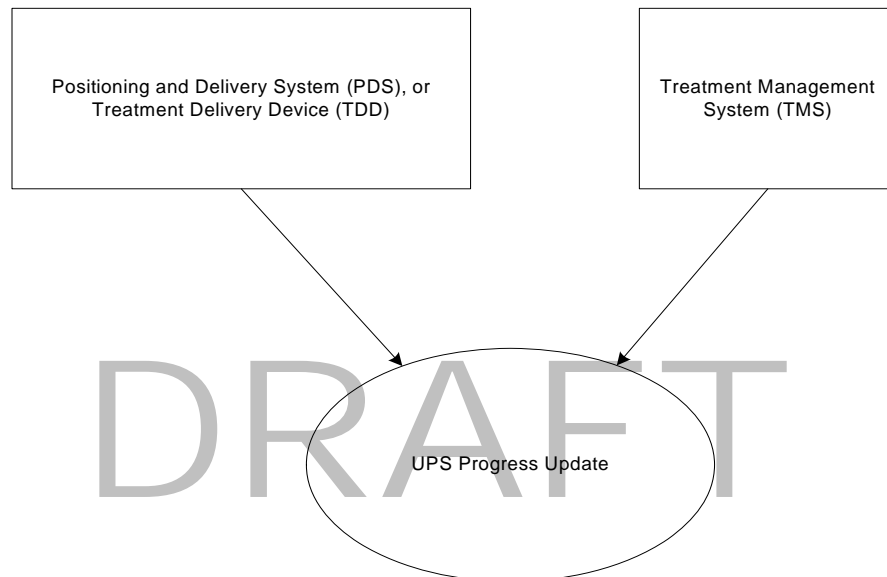 Positioning and Delivery System (PDS), or
Treatment Delivery Device (TDD)
Treatment Management
System (TMS)
DRAFT
UPS Progress Update